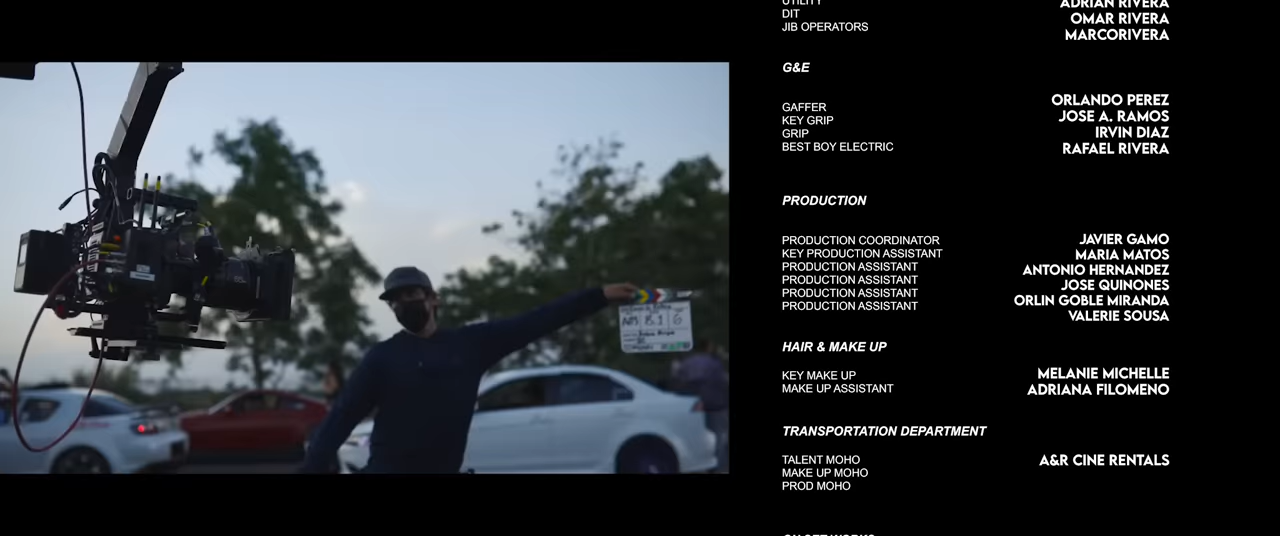 UTILITY
ADRIAN RIVERA
DIT
OMAR RIVERA
JIB OPERATORS
MARCORIVERA
G&E
GAFFER
ORLANDO PEREZ
KEY GRIP
JOSE A. RAMOS
GRIP
IRVIN DIAZ
BEST BOY ELECTRIC
RAFAEL RIVERA
PRODUCTION
PRODUCTION COORDINATOR
JAVIER GAMO
KEY PRODUCTION ASSISTANT
MARIA MATOS
PRODUCTION ASSISTANT
ANTONIO HERNANDEZ
PRODUCTION ASSISTANT
JOSE QUINONES
PRODUCTION ASSISTANT
ORLIN GOBLE MIRANDA
PRODUCTION ASSISTANT
VALERIE SOUSA
HAIR & MAKE UP
KEY MAKE UP
MELANIE MICHELLE
MAKE UP ASSISTANT
ADRIANA FILOMENO
TRANSPORTATION DEPARTMENT
TALENT MOHO
A&R CINE RENTALS
MAKE UP MOHO
PROD MOHO